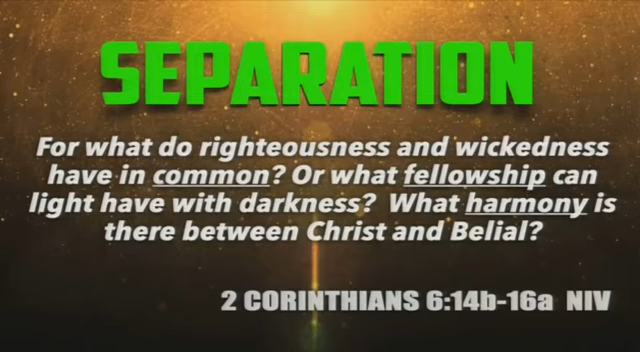 SEPARATION
For what do righteousness and wickedness
have in common? Or what fellowship can
light have with darkness? What harmony is
there between Christ and Belial?
2 CORINTHIANS 6:14b-16a NIV